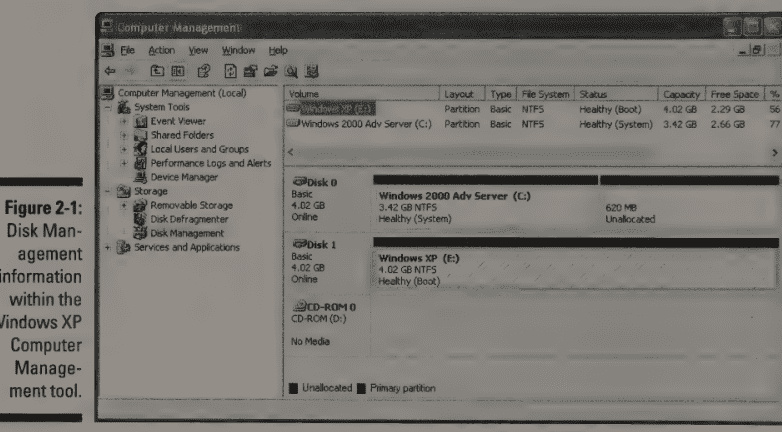 Computer Management
File Action View Window Help
Computer Management (Local)
System Tools
Event Viewer
Shared Folders
Local Users and Groups
Performance Logs and Alerts
Device Manager
Storage
Removable Storage
Disk Defragmenter
Disk Management
Services and Applications
Volume Layout Type File System Status Capacity Free Space %
Windows XP (E:) Partition Basic NTFS Healthy (Boot) 4.02 GB 2.29 GB 56
Windows 2000 Adv Server (C:) Partition Basic NTFS Healthy (System) 3.42 GB 2.66 GB 77
Disk 0
Basic
4.02 GB
Online
Windows 2000 Adv Server (C:)
3.42 GB NTFS
Healthy (System)
620 MB
Unallocated
Disk 1
Basic
4.02 GB
Online
Windows XP (E:)
4.02 GB NTFS
Healthy (Boot)
CD-ROM 0
CD-ROM (D:)
No Media
Unallocated Primary partition
Figure 2-1:
Disk Man-
agement
information
within the
Windows XP
Computer
Manage-
ment tool.